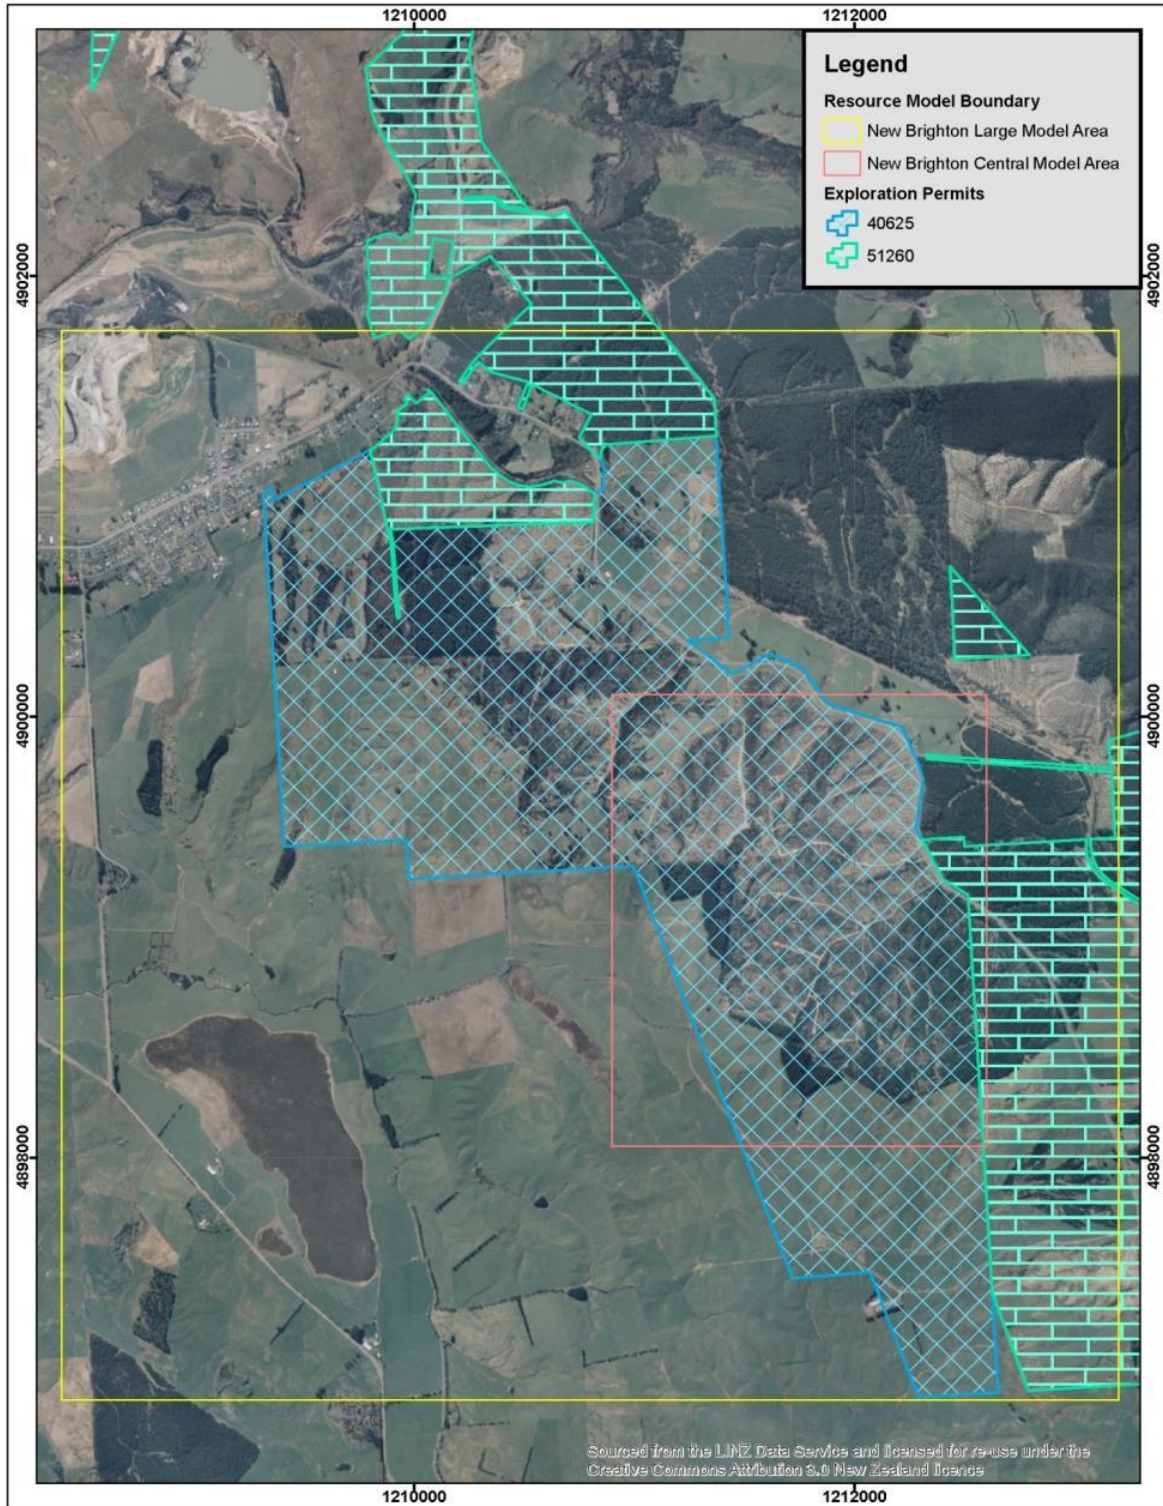 1210000
1212000
Legend
Resource Model Boundary
New Brighton Large Model Area
New Brighton Central Model Area
Exploration Permits
40625
51260
4902000
4902000
4900000
4900000
4898000
4898000
Sourced from the LINZ Data Service and licensed for re-use under the
Creative Commons Attribution 3.0 New Zealand licence
1210000
1212000